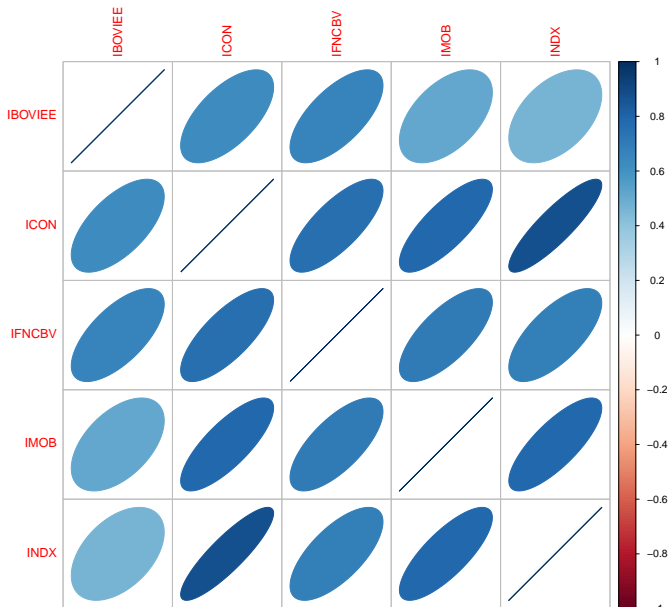 IBOVIEE
ICON
IFNCBV
IMOB
INDX
IBOVIEE
ICON
IFNCBV
IMOB
INDX
1
0.8
0.6
0.4
0.2
0
−0.2
−0.4
−0.6
−0.8
−1